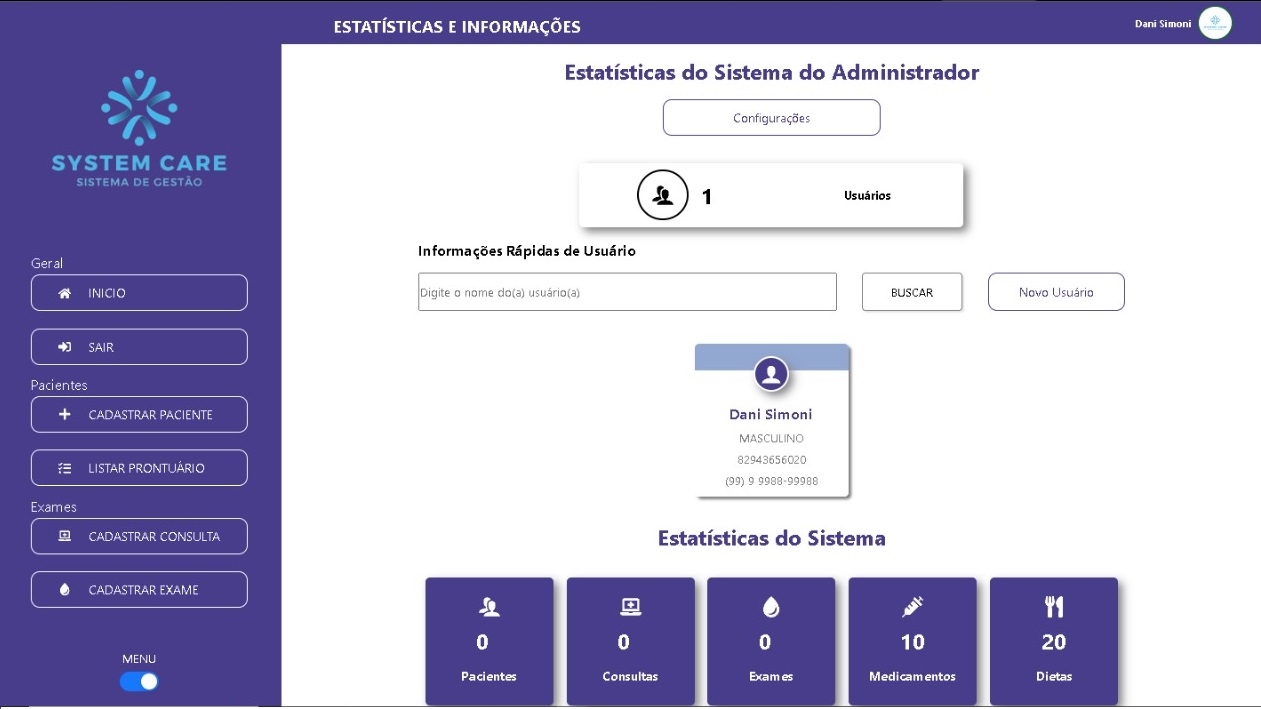 ESTATÍSTICAS E INFORMAÇÕES
Dani Simoni
SYSTEM CARE
SISTEMA DE GESTÃO
Geral
INICIO
SAIR
Pacientes
CADASTRAR PACIENTE
LISTAR PRONTUÁRIO
Exames
CADASTRAR CONSULTA
CADASTRAR EXAME
MENU
Estatísticas do Sistema do Administrador
Configurações
1 Usuários
Informações Rápidas de Usuário
Digite o nome do(a) usuário(a) BUSCAR Novo Usuário
Dani Simoni
MASCULINO
82943656020
(99) 9 9988-99988
Estatísticas do Sistema
0 0 0 10 20
Pacientes Consultas Exames Medicamentos Dietas